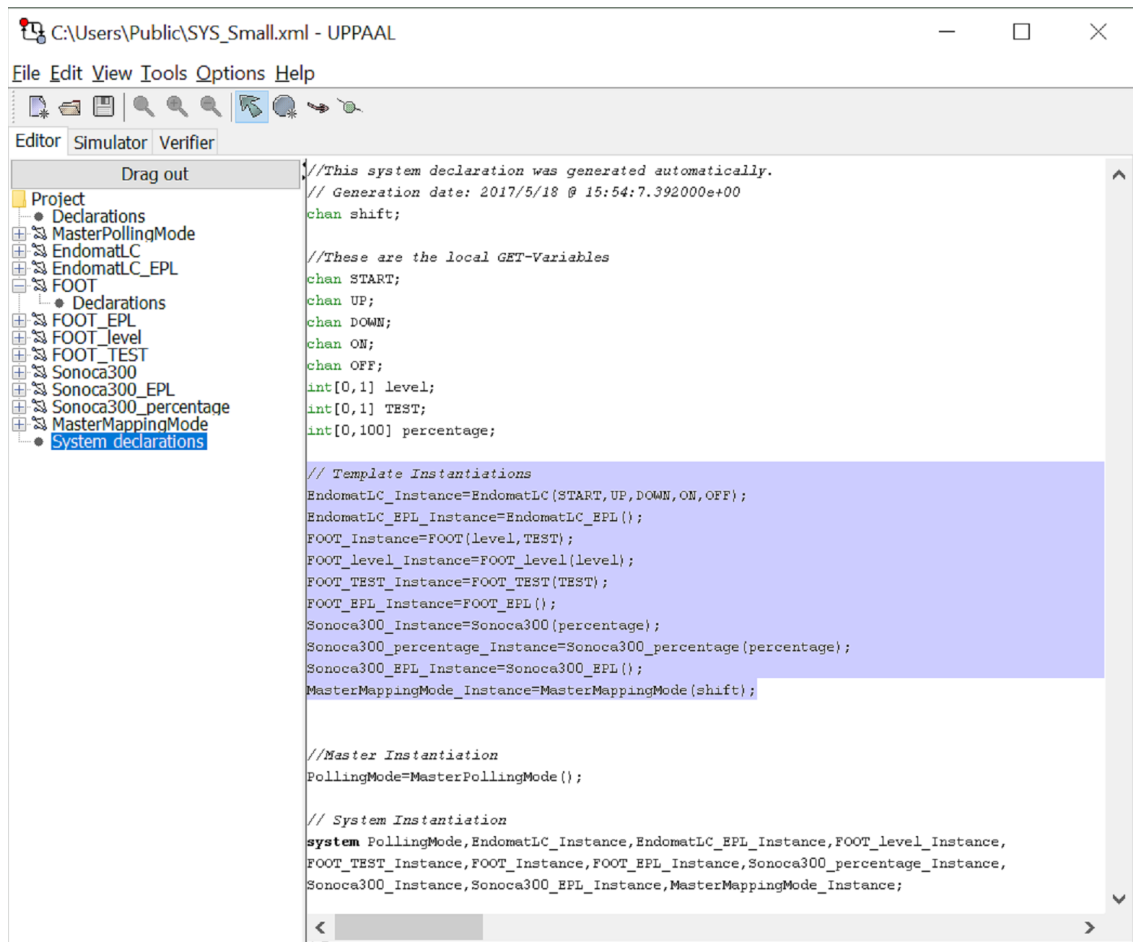 C:\Users\Public\SYS_Small.xml - UPPAAL
File Edit View Tools Options Help
Editor Simulator Verifier
Drag out
Project
Declarations
MasterPollingMode
EndomatLC
EndomatLC_EPL
FOOT
Declarations
FOOT_EPL
FOOT_level
FOOT_TEST
Sonoca300
Sonoca300_EPL
Sonoca300_percentage
MasterMappingMode
System declarations
//This system declaration was generated automatically.
// Generation date: 2017/5/18 @ 15:54:7.392000e+00
chan shift;
//These are the local GET-Variables
chan START;
chan UP;
chan DOWN;
chan ON;
chan OFF;
int[0,1] level;
int[0,1] TEST;
int[0,100] percentage;
// Template Instantiations
EndomatLC_Instance=EndomatLC(START,UP,DOWN,ON,OFF);
EndomatLC_EPL_Instance=EndomatLC_EPL();
FOOT_Instance=FOOT(level,TEST);
FOOT_level_Instance=FOOT_level(level);
FOOT_TEST_Instance=FOOT_TEST(TEST);
FOOT_EPL_Instance=FOOT_EPL();
Sonoca300_Instance=Sonoca300(percentage);
Sonoca300_percentage_Instance=Sonoca300_percentage(percentage);
Sonoca300_EPL_Instance=Sonoca300_EPL();
MasterMappingMode_Instance=MasterMappingMode(shift);
//Master Instantiation
PollingMode=MasterPollingMode();
// System Instantiation
system PollingMode,EndomatLC_Instance,EndomatLC_EPL_Instance,FOOT_level_Instance,
FOOT_TEST_Instance,FOOT_Instance,FOOT_EPL_Instance,Sonoca300_percentage_Instance,
Sonoca300_Instance,Sonoca300_EPL_Instance,MasterMappingMode_Instance;